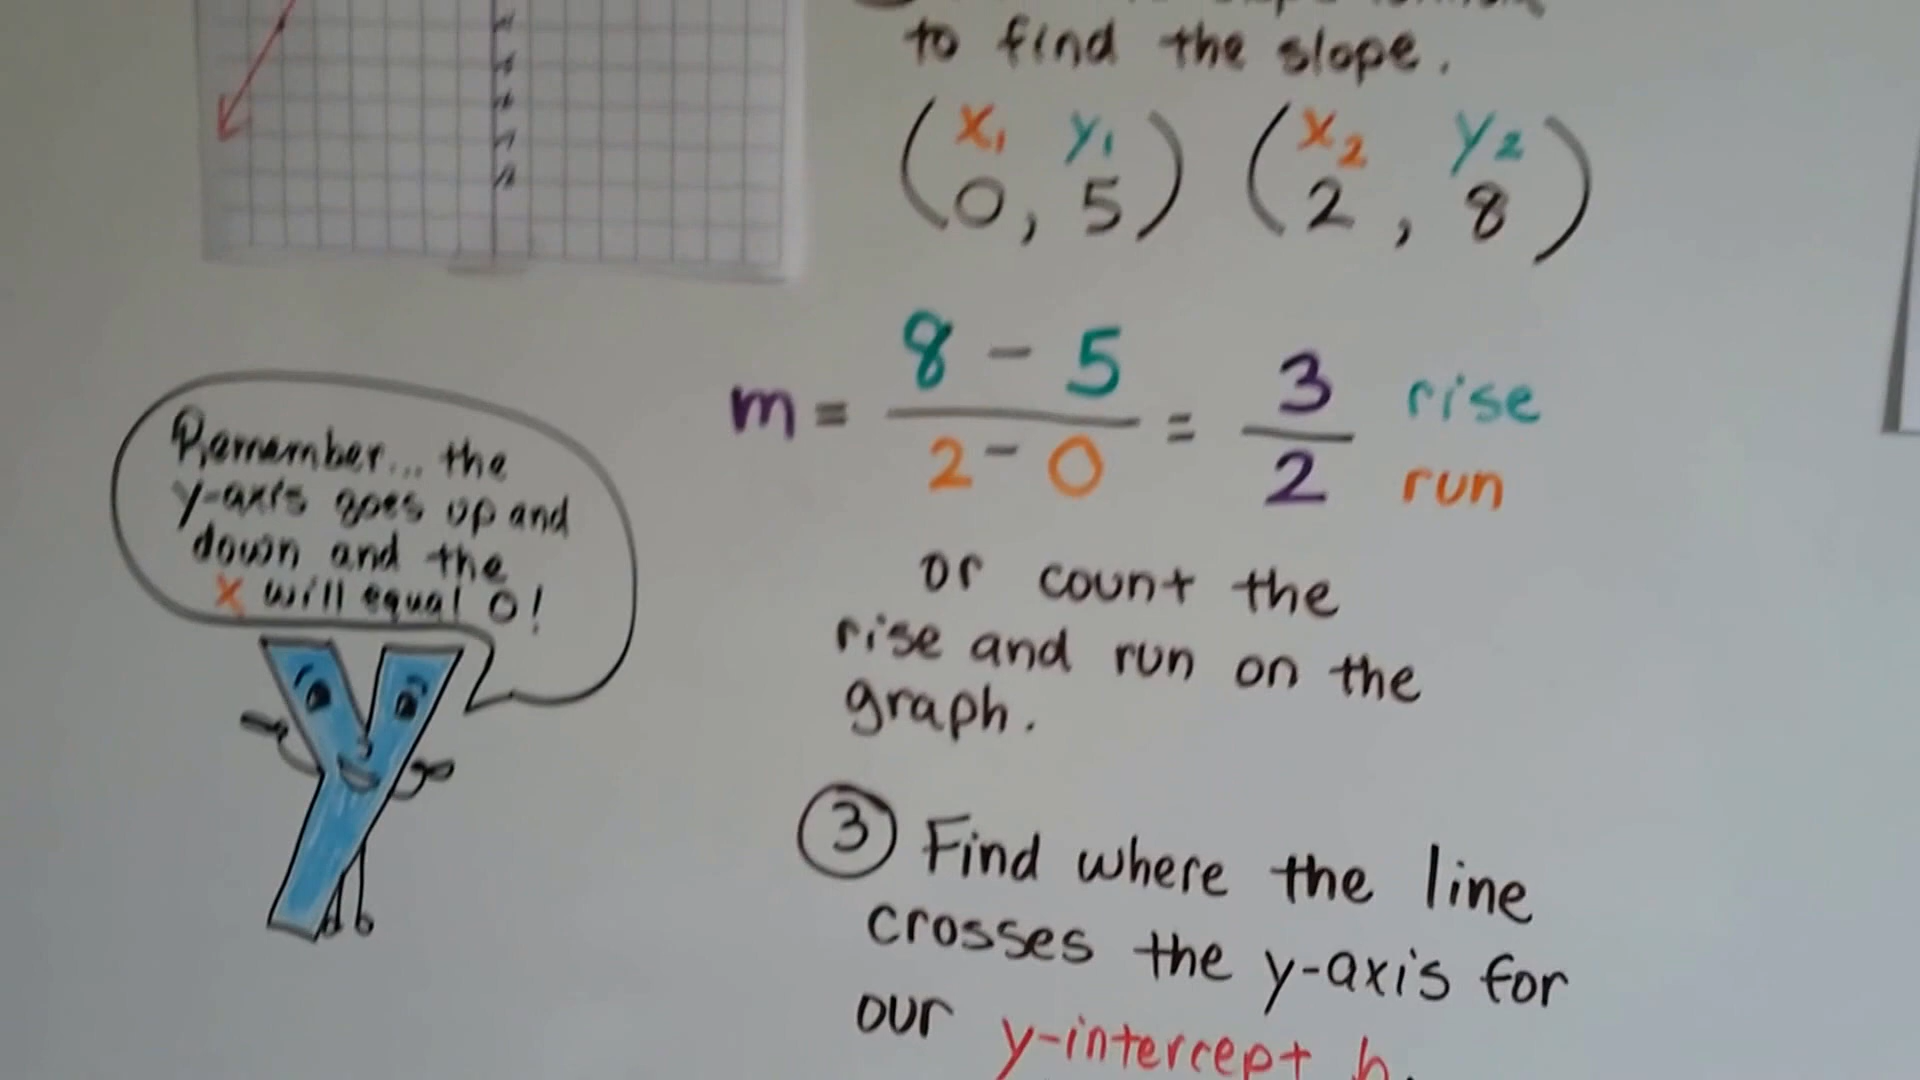 to find the slope.
x₁ y₁ x₂ y₂
(0, 5) (2, 8)
m = 8 - 5 / 2 - 0 = 3 / 2 rise run
or count the
rise and run on the
graph.
Remember... the
y-axis goes up and
down and the
x will equal 0!
③ Find where the line
crosses the y-axis for
our y-intercept b.